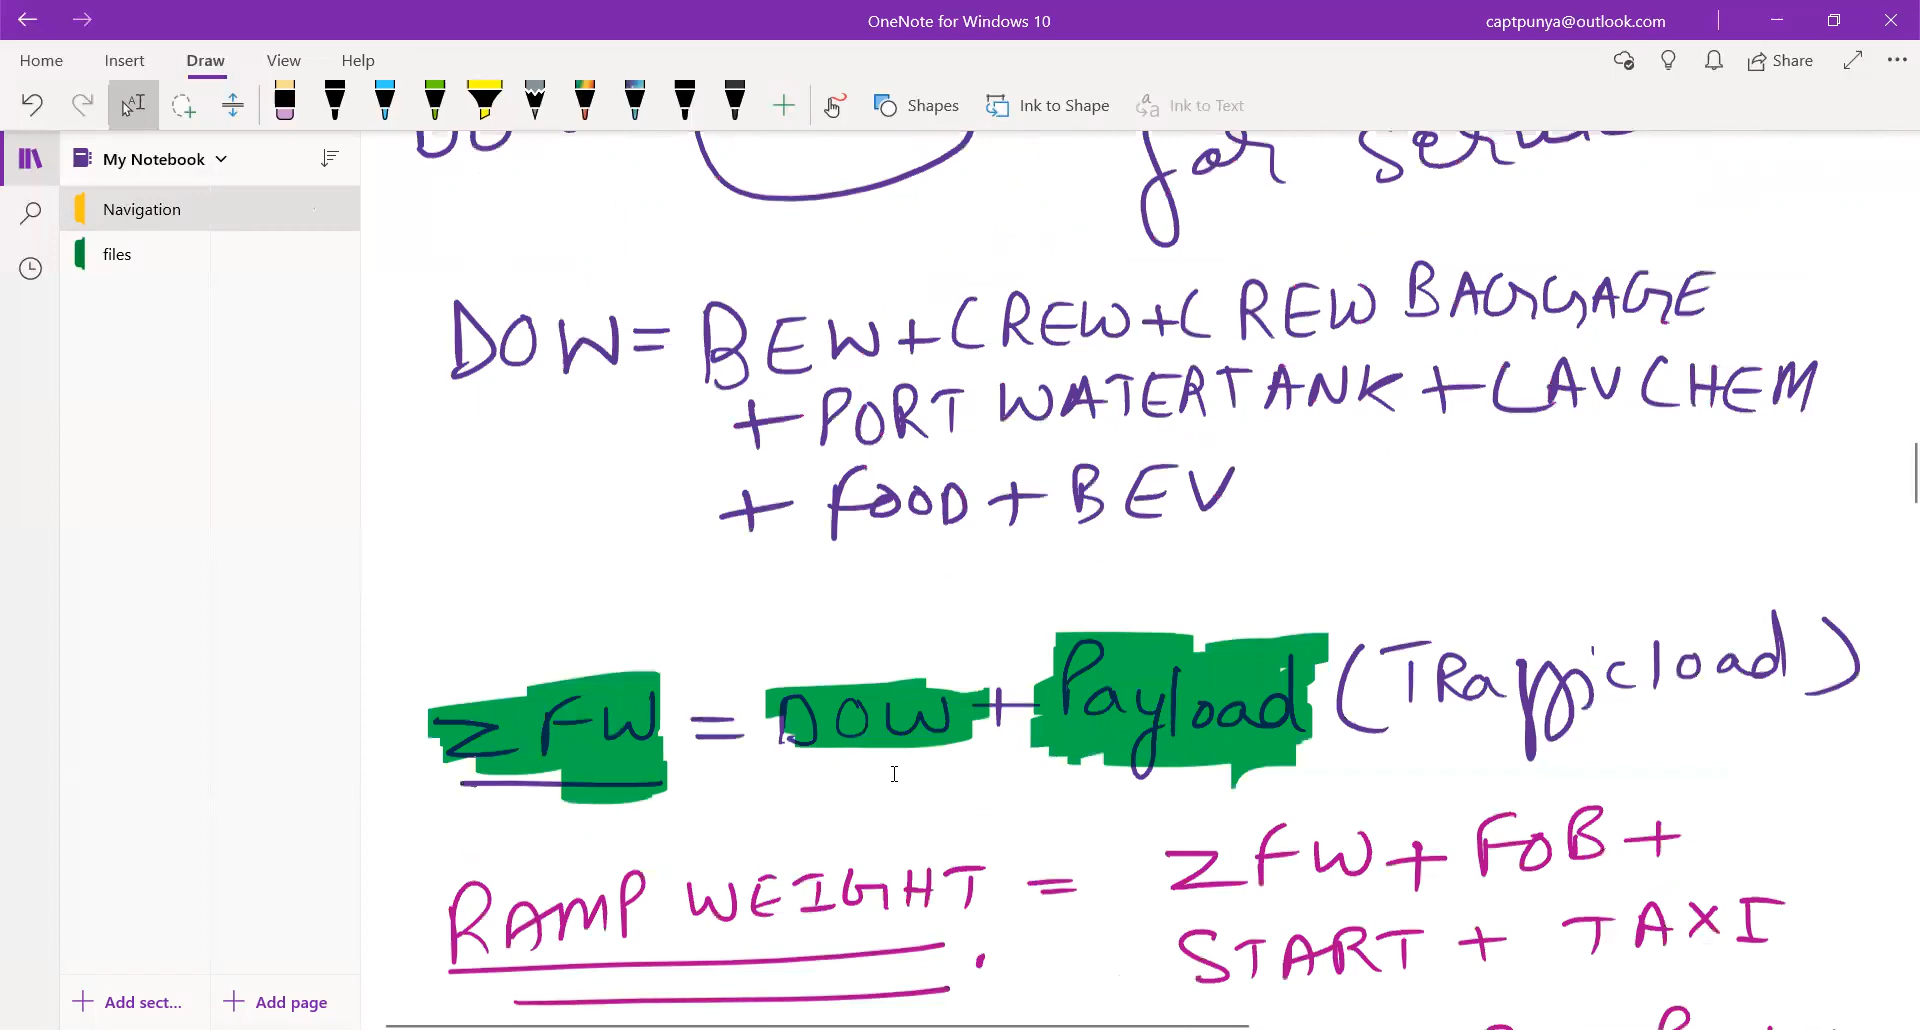 OneNote for Windows 10
captpunya@outlook.com
Home Insert Draw View Help
Share
Shapes
Ink to Shape
Ink to Text
My Notebook
Navigation
files
for
DOW = BEW + CREW + CREW BAGGAGE
+ PORT WATERTANK + LAV CHEM
+ FOOD + BEV
ZFW = DOW + Payload (TRafficload)
RAMP WEIGHT = ZFW + FOB +
START + TAXI
Add sect...
Add page